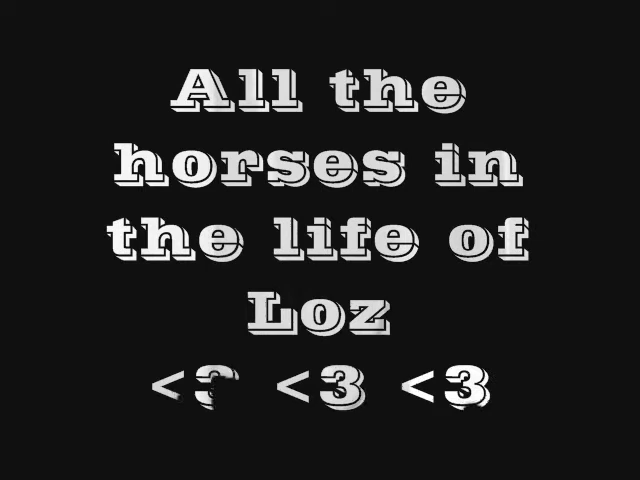 All the
horses in
the life of
Loz
<3 <3 <3